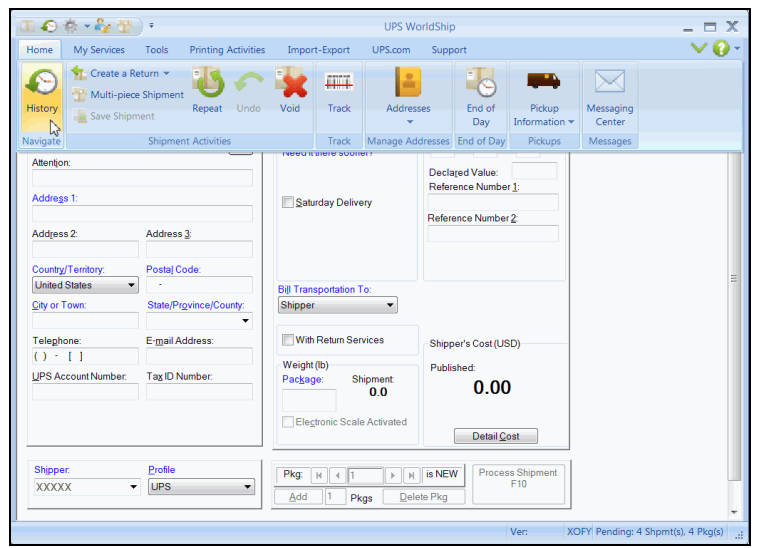 UPS WorldShip
Home My Services Tools Printing Activities Import-Export UPS.com Support
History
Create a Return
Multi-piece Shipment
Save Shipment
Repeat Undo Void
Track
Addresses
End of Day
Pickup Information
Messaging Center
Navigate Shipment Activities Track Manage Addresses End of Day Pickups Messages
Attention:
Address 1:
Address 2: Address 3:
Country/Territory: Postal Code:
United States -
City or Town: State/Province/County:
Telephone: E-mail Address:
( ) - [ ]
UPS Account Number: Tax ID Number:
Need it there sooner?
Saturday Delivery
Declared Value:
Reference Number 1:
Reference Number 2:
Bill Transportation To:
Shipper
With Return Services
Weight (lb)
Package: Shipment:
0.0
Electronic Scale Activated
Shipper's Cost (USD)
Published:
0.00
Detail Cost
Shipper: Profile
XXXXX UPS
Pkg: 1 is NEW
Add 1 Pkgs Delete Pkg
Process Shipment
F10
Ver: XOFY Pending: 4 Shpmt(s), 4 Pkg(s)